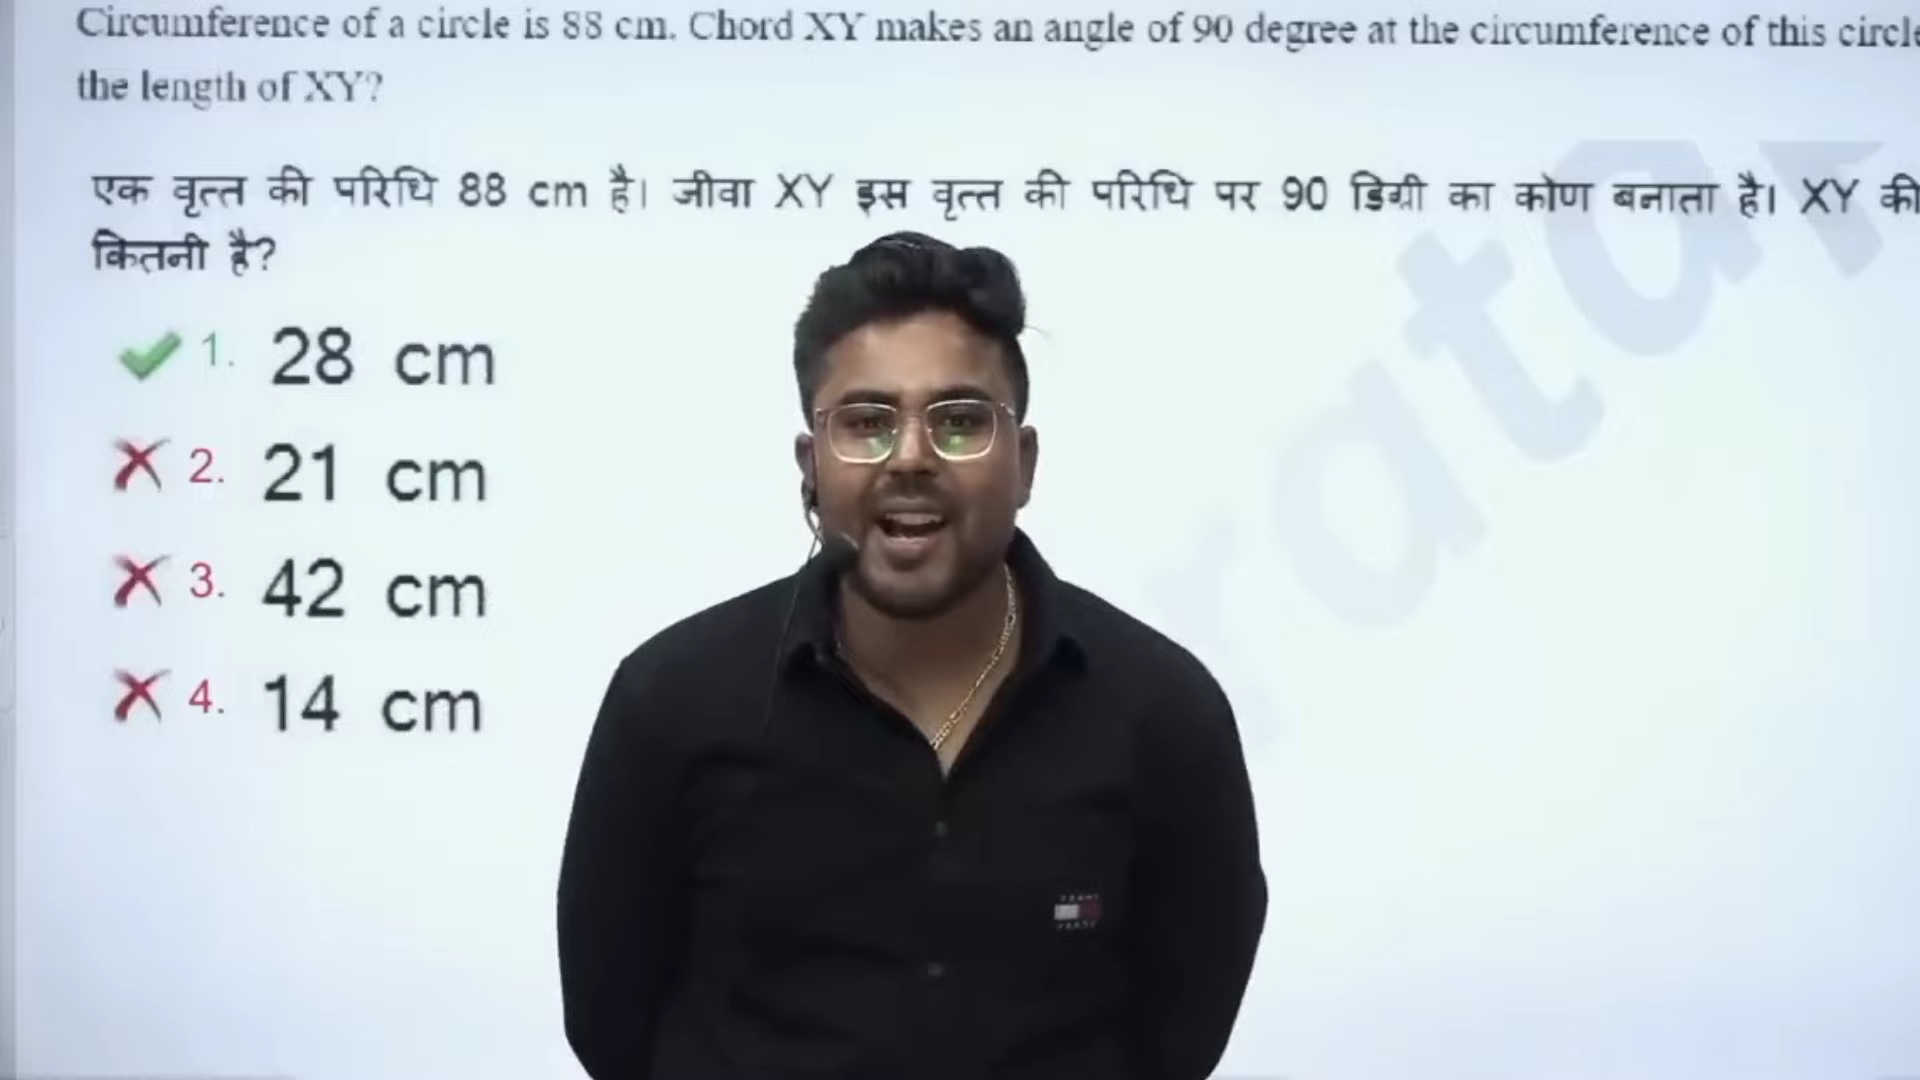 Circumference of a circle is 88 cm. Chord XY makes an angle of 90 degree at the circumference of this circle
the length of XY?
एक वृत्त की परिधि 88 cm है। जीवा XY इस वृत्त की परिधि पर 90 डिग्री का कोण बनाता है। XY की
कितनी है?
1. 28 cm
2. 21 cm
3. 42 cm
4. 14 cm